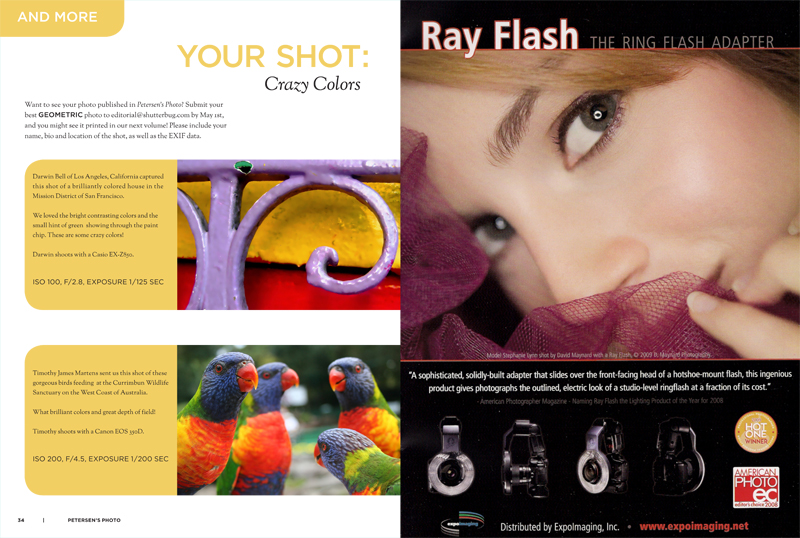 AND MORE
YOUR SHOT:
Crazy Colors
Want to see your photo published in Petersen's Photo? Submit your
best GEOMETRIC photo to editorial@shutterbug.com by May 1st,
and you might see it printed in our next volume! Please include your
name, bio and location of the shot, as well as the EXIF data.
Darwin Bell of Los Angeles, California captured
this shot of a brilliantly colored house in the
Mission District of San Francisco.
We loved the bright contrasting colors and the
small hint of green showing through the paint
chip. These are some crazy colors!
Darwin shoots with a Casio EX-Z850.
ISO 100, F/2.8, EXPOSURE 1/125 SEC
Timothy James Martens sent us this shot of these
gorgeous birds feeding at the Currimbun Wildlife
Sanctuary on the West Coast of Australia.
What brilliant colors and great depth of field!
Timothy shoots with a Canon EOS 350D.
ISO 200, F/4.5, EXPOSURE 1/200 SEC
34 | PETERSEN'S PHOTO
Ray Flash THE RING FLASH ADAPTER
Model Stephanie Lynn shot by David Maynard with a Ray Flash, © 2009 D. Maynard Photography
"A sophisticated, solidly-built adapter that slides over the front-facing head of a hotshoe-mount flash, this ingenious
product gives photographs the outlined, electric look of a studio-level ringflash at a fraction of its cost."
- American Photographer Magazine - Naming Ray Flash the Lighting Product of the Year for 2008
HOT
ONE
WINNER
AMERICAN
PHOTO
ec
editor's choice 2008
expoimaging
Distributed by ExpoImaging, Inc. • www.expoimaging.net